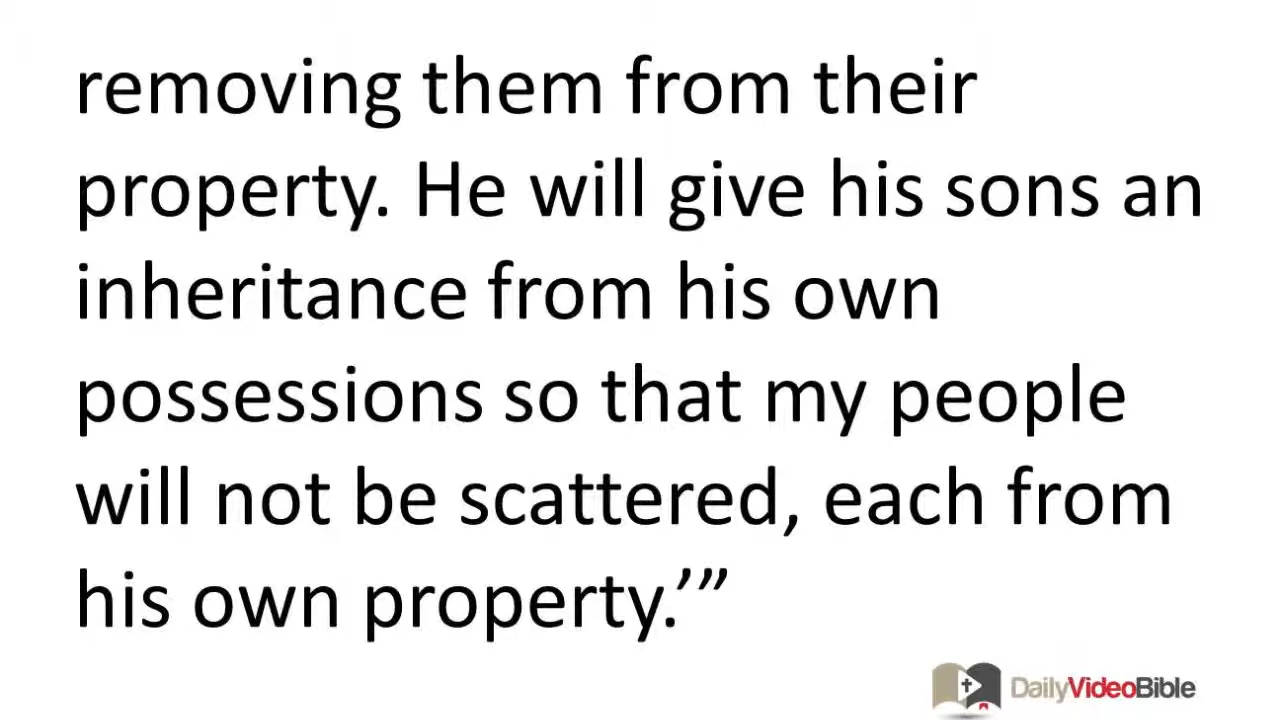 removing them from their
property. He will give his sons an
inheritance from his own
possessions so that my people
will not be scattered, each from
his own property.’”
DailyVideoBible